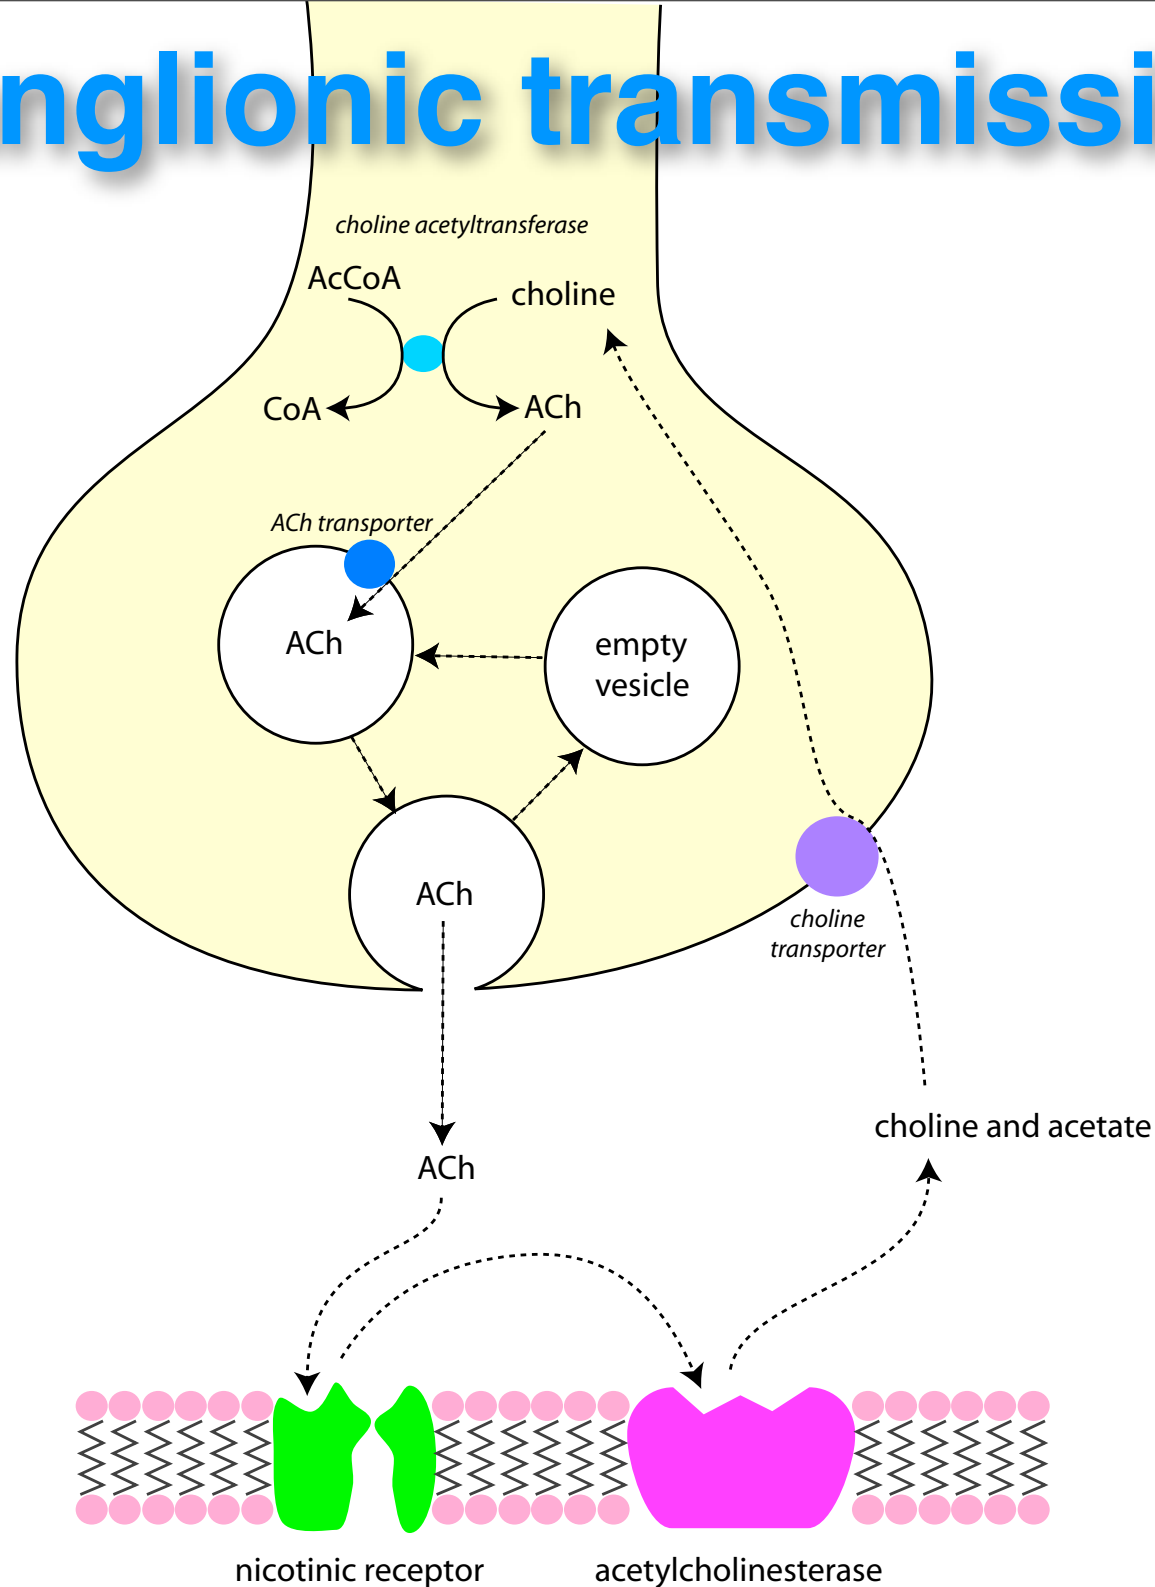 nglionic transmissi
choline acetyltransferase
AcCoA
choline
CoA
ACh
ACh transporter
ACh
empty
vesicle
ACh
choline
transporter
choline and acetate
ACh
nicotinic receptor
acetylcholinesterase